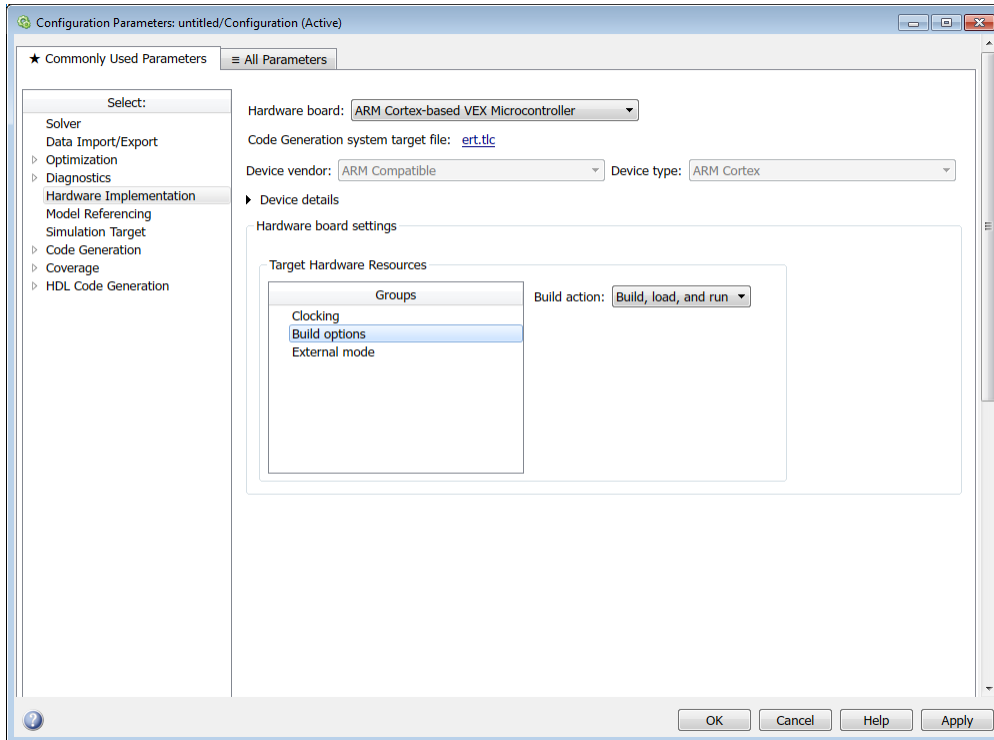 Configuration Parameters: untitled/Configuration (Active)
★ Commonly Used Parameters
≡ All Parameters
Select:
Solver
Data Import/Export
Optimization
Diagnostics
Hardware Implementation
Model Referencing
Simulation Target
Code Generation
Coverage
HDL Code Generation
Hardware board: ARM Cortex-based VEX Microcontroller
Code Generation system target file: ert.tlc
Device vendor: ARM Compatible Device type: ARM Cortex
Device details
Hardware board settings
Target Hardware Resources
Groups
Clocking
Build options
External mode
Build action: Build, load, and run
? OK Cancel Help Apply